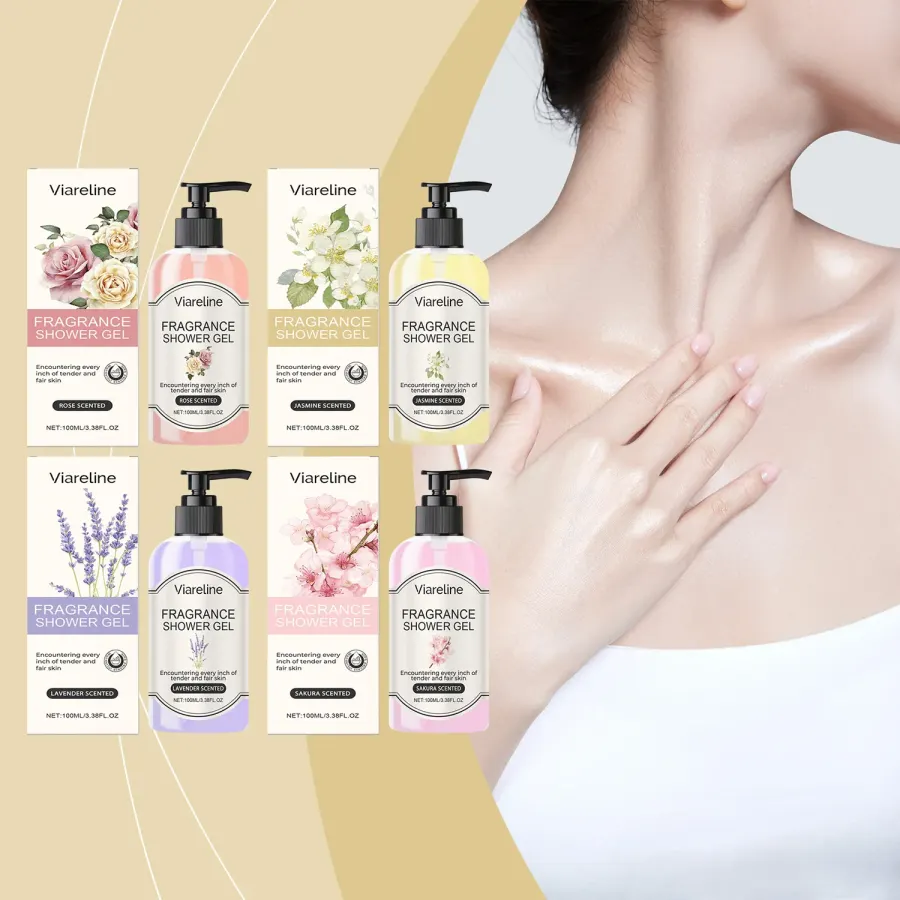 Viareline
FRAGRANCE
SHOWER GEL
Encountering every
inch of tender and
fair skin
ROSE SCENTED
NET:100ML/3.38FL.OZ
Viareline
FRAGRANCE
SHOWER GEL
Encountering every inch of
tender and fair skin
ROSE SCENTED
NET:100ML/3.38FL.OZ
Viareline
FRAGRANCE
SHOWER GEL
Encountering every
inch of tender and
fair skin
JASMINE SCENTED
NET:100ML/3.38FL.OZ
Viareline
FRAGRANCE
SHOWER GEL
Encountering every inch of
tender and fair skin
JASMINE SCENTED
NET:100ML/3.38FL.OZ
Viareline
FRAGRANCE
SHOWER GEL
Encountering every
inch of tender and
fair skin
LAVENDER SCENTED
NET:100ML/3.38FL.OZ
Viareline
FRAGRANCE
SHOWER GEL
Encountering every inch of
tender and fair skin
LAVENDER SCENTED
NET:100ML/3.38FL.OZ
Viareline
FRAGRANCE
SHOWER GEL
Encountering every
inch of tender and
fair skin
SAKURA SCENTED
NET:100ML/3.38FL.OZ
Viareline
FRAGRANCE
SHOWER GEL
Encountering every inch of
tender and fair skin
SAKURA SCENTED
NET:100ML/3.38FL.OZ